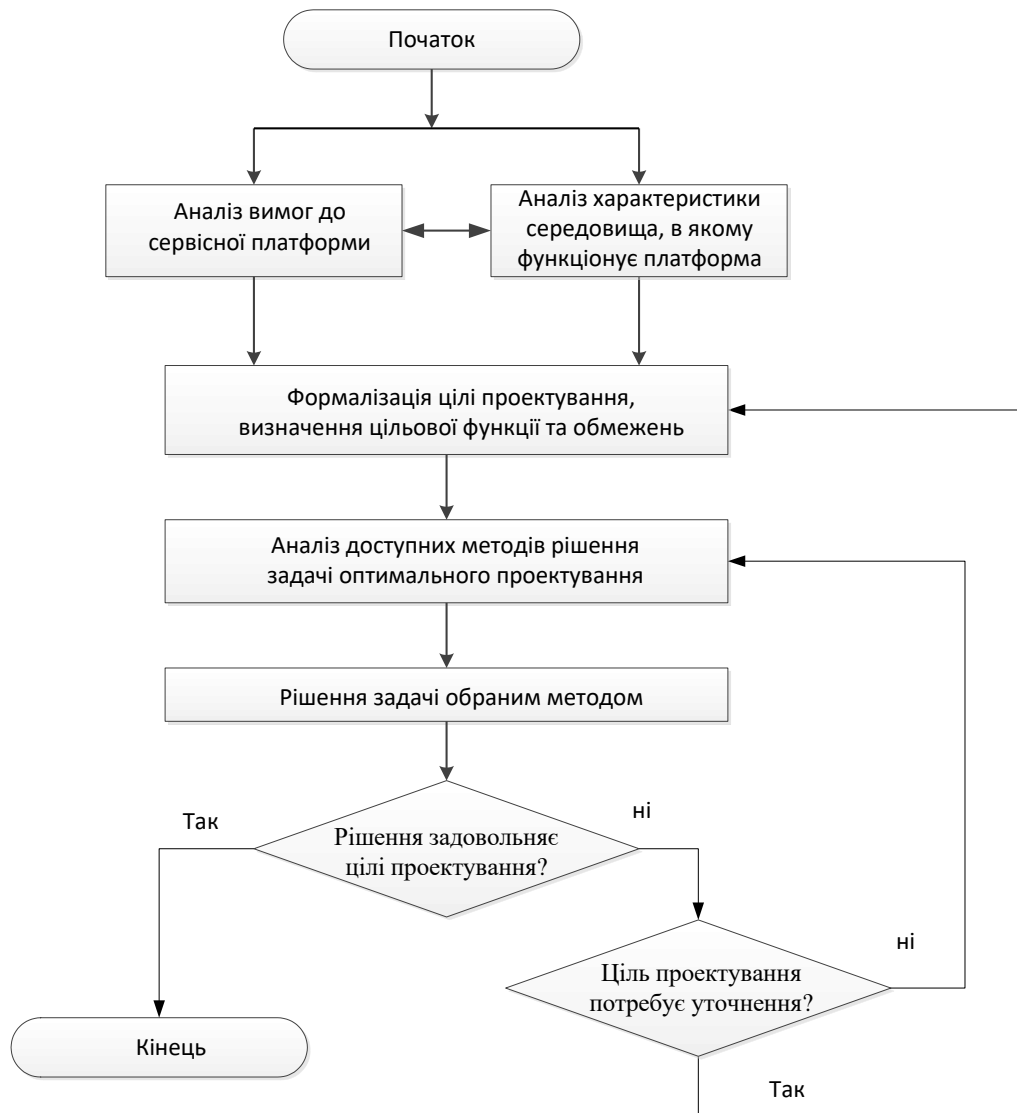 Початок
Аналіз вимог до
сервісної платформи
Аналіз характеристики
середовища, в якому
функціонує платформа
Формалізація цілі проектування,
визначення цільової функції та обмежень
Аналіз доступних методів рішення
задачі оптимального проектування
Рішення задачі обраним методом
Так
ні
Рішення задовольняє
цілі проектування?
ні
Ціль проектування
потребує уточнення?
Кінець
Так